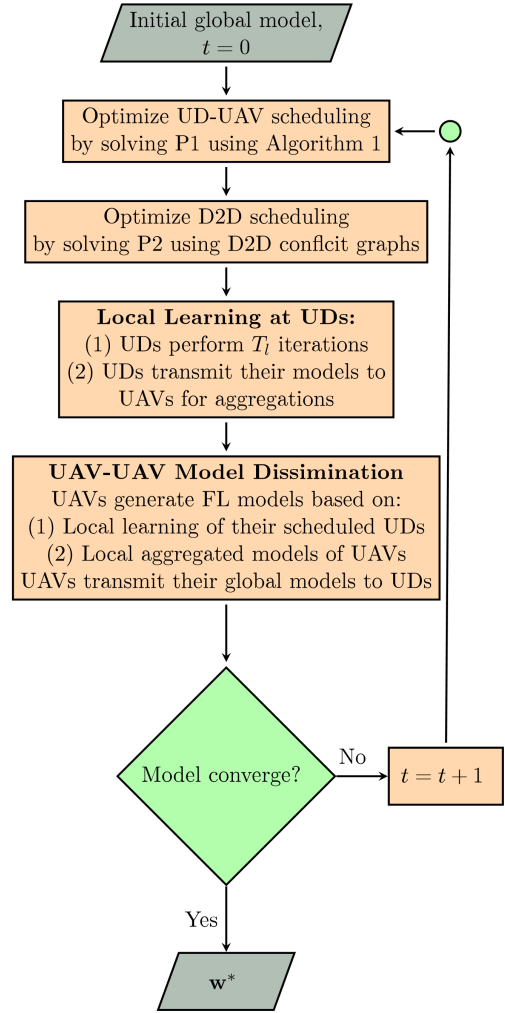 Initial global model,
t = 0
Optimize UD-UAV scheduling
by solving P1 using Algorithm 1
Optimize D2D scheduling
by solving P2 using D2D conflcit graphs
Local Learning at UDs:
(1) UDs perform T_l iterations
(2) UDs transmit their models to
UAVs for aggregations
UAV-UAV Model Dissimination
UAVs generate FL models based on:
(1) Local learning of their scheduled UDs
(2) Local aggregated models of UAVs
UAVs transmit their global models to UDs
Model converge?
No
t = t + 1
Yes
w*